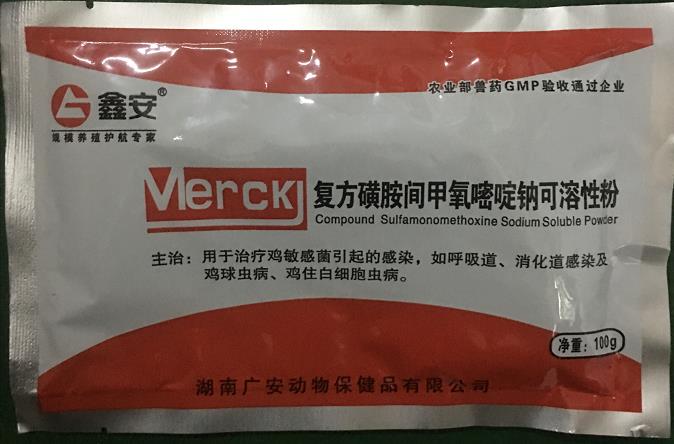 农业部兽药GMP验收通过企业
鑫安®
规模养殖护航专家
Merck
复方磺胺间甲氧嘧啶钠可溶性粉
Compound Sulfamonomethoxine Sodium Soluble Powder
主治：用于治疗鸡敏感菌引起的感染，如呼吸道、消化道感染及
鸡球虫病、鸡住白细胞虫病。
净重：100g
湖南广安动物保健品有限公司